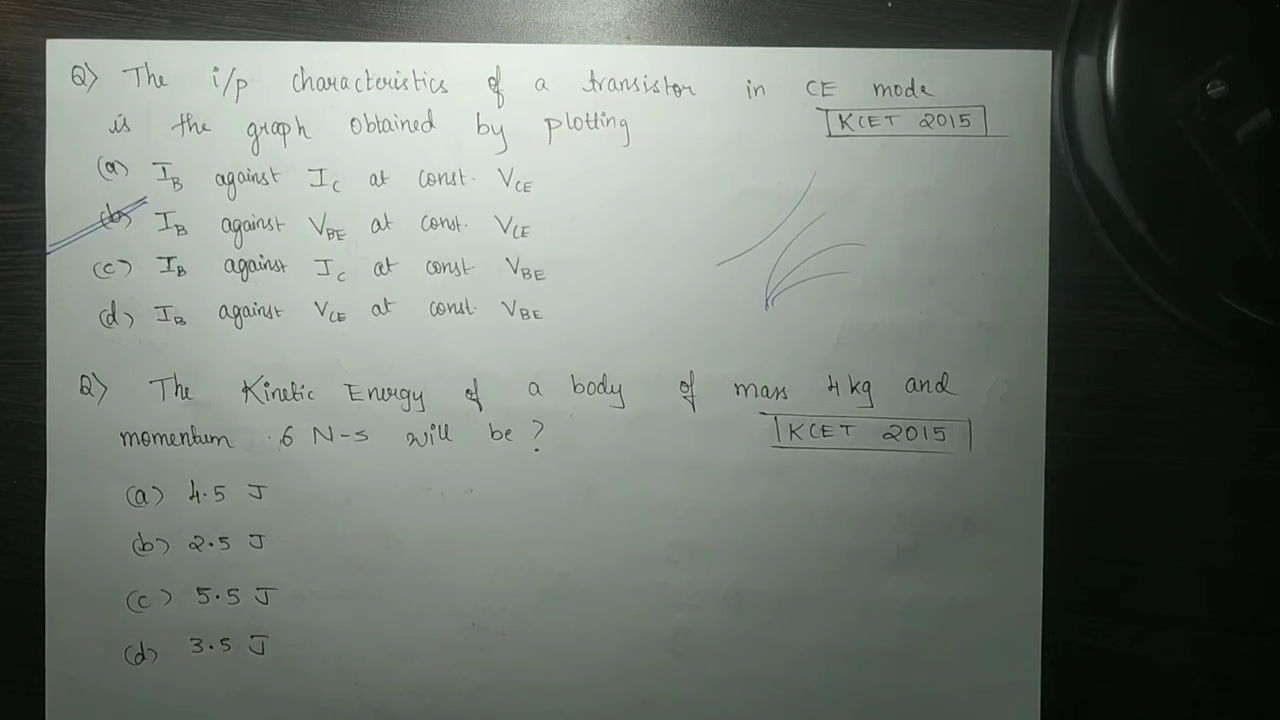 Q) The i/p characteristics of a transistor in CE mode
is the graph obtained by plotting KCET 2015
(a) IB against IC at const. VCE
(b) IB against VBE at const. VCE
(c) IB against IC at const VBE
(d) IB against VCE at const. VBE
Q) The Kinetic Energy of a body of mass 4 kg and
momentum 6 N-s will be ? KCET 2015
(a) 4.5 J
(b) 2.5 J
(c) 5.5 J
(d) 3.5 J